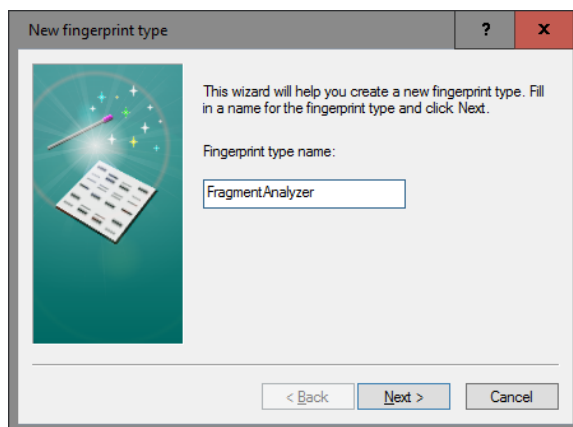 New fingerprint type
?
x
This wizard will help you create a new fingerprint type. Fill
in a name for the fingerprint type and click Next.
Fingerprint type name:
FragmentAnalyzer
< Back
Next >
Cancel